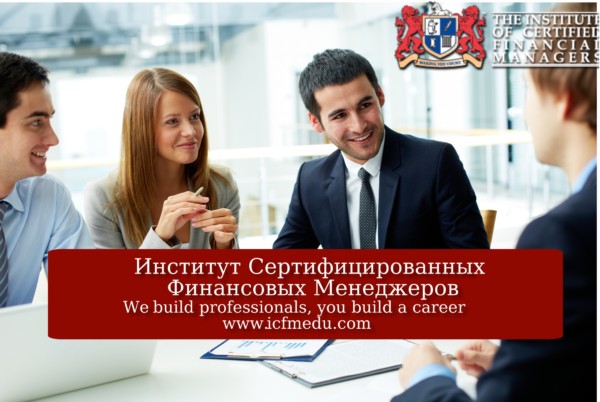 THE INSTITUTE
OF CERTIFIED
FINANCIAL
MANAGERS
Институт Сертифицированных
Финансовых Менеджеров
We build professionals, you build a career
www.icfmedu.com